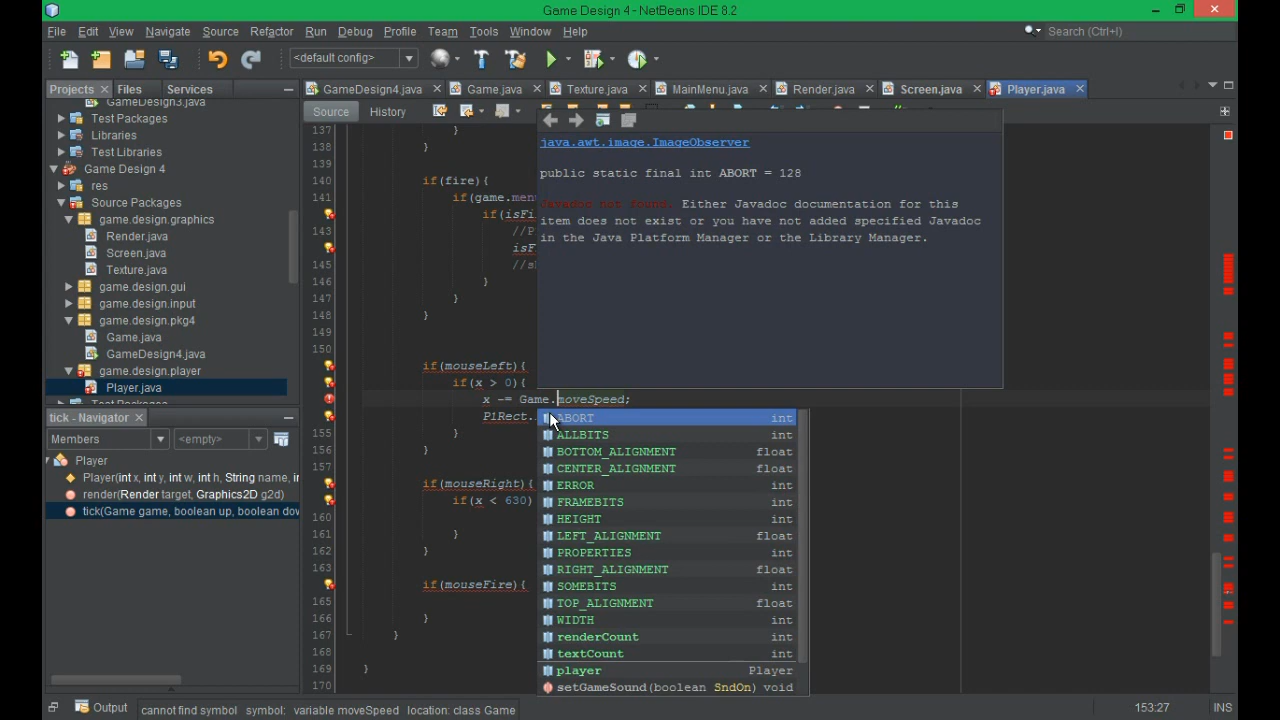 Game Design 4 - NetBeans IDE 8.2
File Edit View Navigate Source Refactor Run Debug Profile Team Tools Window Help
Search (Ctrl+I)
<default config>
Projects Files Services
GameDesign4.java Game.java Texture.java MainMenu.java Render.java Screen.java Player.java
Source History
GameDesign3.java
Test Packages
Libraries
Test Libraries
Game Design 4
res
Source Packages
game.design.graphics
Render.java
Screen.java
Texture.java
game.design.gui
game.design.input
game.design.pkg4
Game.java
GameDesign4.java
game.design.player
Player.java
Test Packages
tick - Navigator
Members <empty>
Player
Player(int x, int y, int w, int h, String name, in
render(Render target, Graphics2D g2d)
tick(Game game, boolean up, boolean dow
137 }
138 }
139
140 if(fire){
141 if(game.menu
if(isFi
143 //P
isF
145 //s
146 }
147 }
148 }
149
150
if(mouseLeft){
if(x > 0){
x -= Game.moveSpeed;
P1Rect.
155 }
156 }
157
if(mouseRight){
if(x < 630)
160
161 }
162 }
163
if(mouseFire){
165
166 }
167 }
168
169 }
170
java.awt.image.ImageObserver
public static final int ABORT = 128
Javadoc not found. Either Javadoc documentation for this
item does not exist or you have not added specified Javadoc
in the Java Platform Manager or the Library Manager.
ABORT int
ALLBITS int
BOTTOM_ALIGNMENT float
CENTER_ALIGNMENT float
ERROR int
FRAMEBITS int
HEIGHT int
LEFT_ALIGNMENT float
PROPERTIES int
RIGHT_ALIGNMENT float
SOMEBITS int
TOP_ALIGNMENT float
WIDTH int
renderCount int
textCount int
player Player
setGameSound(boolean SndOn) void
Output
cannot find symbol symbol: variable moveSpeed location: class Game
153:27 INS